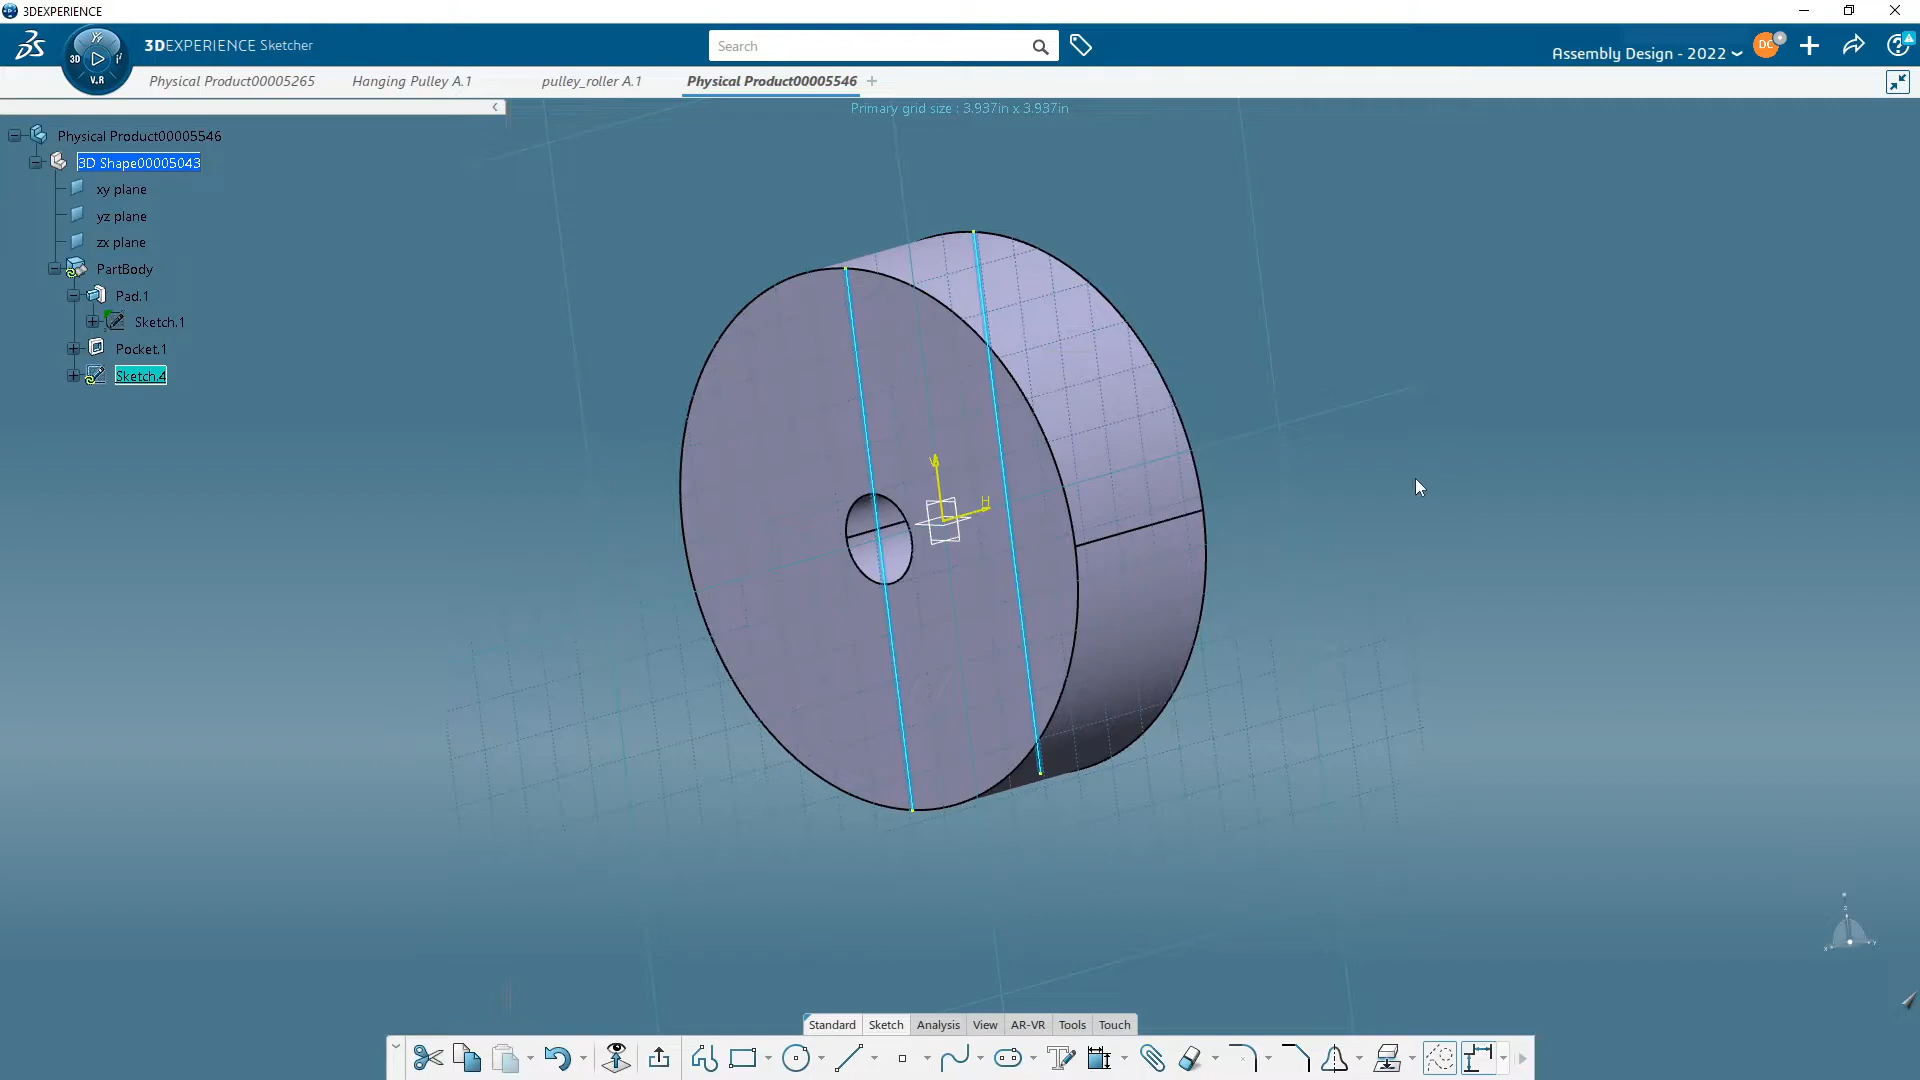 3DEXPERIENCE
3DEXPERIENCE Sketcher
3D
V.R
Search
Assembly Design - 2022
DC
Physical Product00005265
Hanging Pulley A.1
pulley_roller A.1
Physical Product00005546
Primary grid size : 3.937in x 3.937in
Physical Product00005546
3D Shape00005043
xy plane
yz plane
zx plane
PartBody
Pad.1
Sketch.1
Pocket.1
Sketch.4
V
H
z
x
y
Standard
Sketch
Analysis
View
AR-VR
Tools
Touch